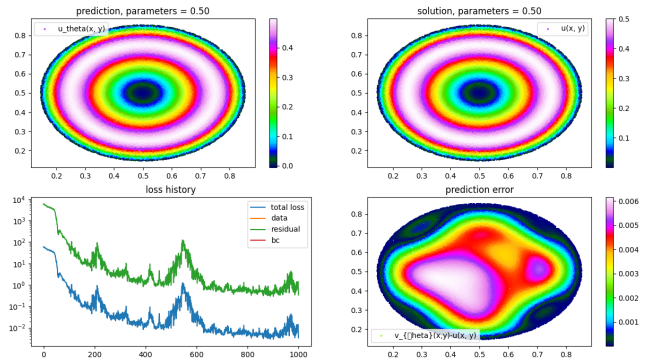 prediction, parameters = 0.50
u_theta(x, y)
0.8
0.7
0.6
0.5
0.4
0.3
0.2
0.2 0.3 0.4 0.5 0.6 0.7 0.8
0.4
0.3
0.2
0.1
0.0
solution, parameters = 0.50
u(x, y)
0.8
0.7
0.6
0.5
0.4
0.3
0.2
0.2 0.3 0.4 0.5 0.6 0.7 0.8
0.5
0.4
0.3
0.2
0.1
loss history
total loss
data
residual
bc
10^4
10^3
10^2
10^1
10^0
10^-1
10^-2
0 200 400 600 800 1000
prediction error
v_{▯heta}(x,y)-u(x, y)
0.8
0.7
0.6
0.5
0.4
0.3
0.2
0.2 0.3 0.4 0.5 0.6 0.7 0.8
0.006
0.005
0.004
0.003
0.002
0.001